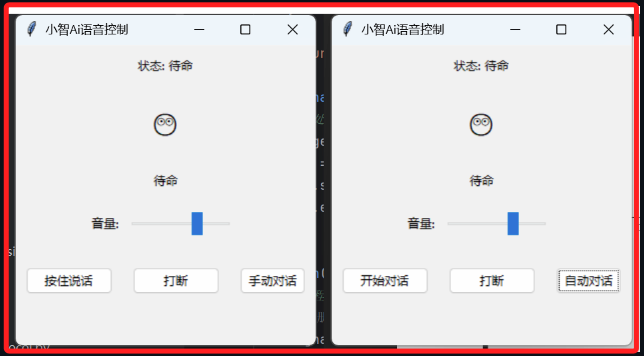 小智Ai语音控制
状态: 待命
待命
音量:
按住说话 打断 手动对话
小智Ai语音控制
状态: 待命
待命
音量:
开始对话 打断 自动对话